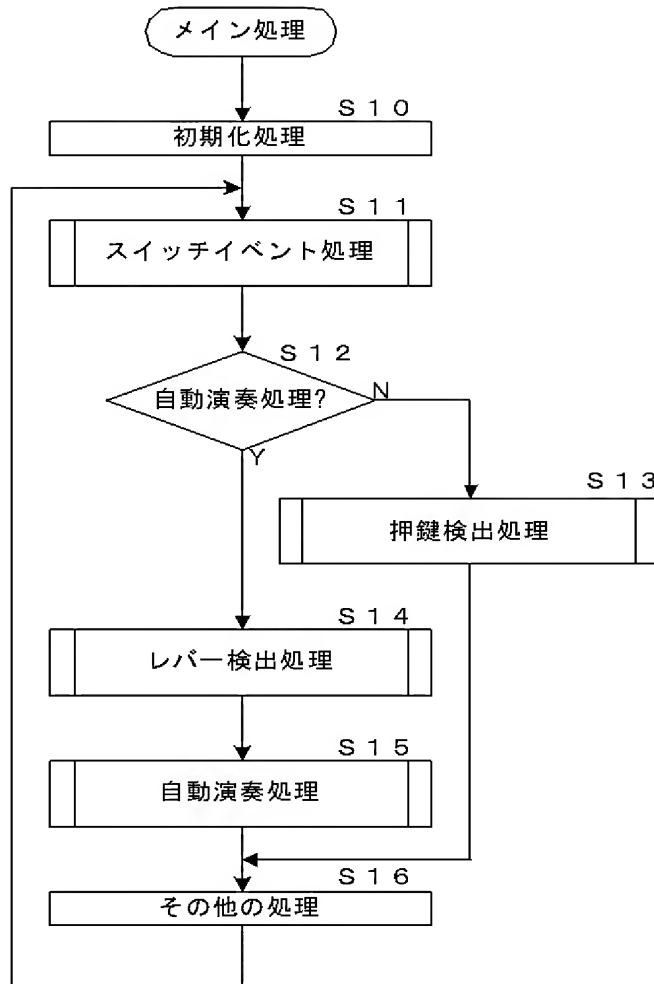 メイン処理
S10
初期化処理
S11
スイッチイベント処理
S12
自動演奏処理?
N
Y
S13
押鍵検出処理
S14
レバー検出処理
S15
自動演奏処理
S16
その他の処理